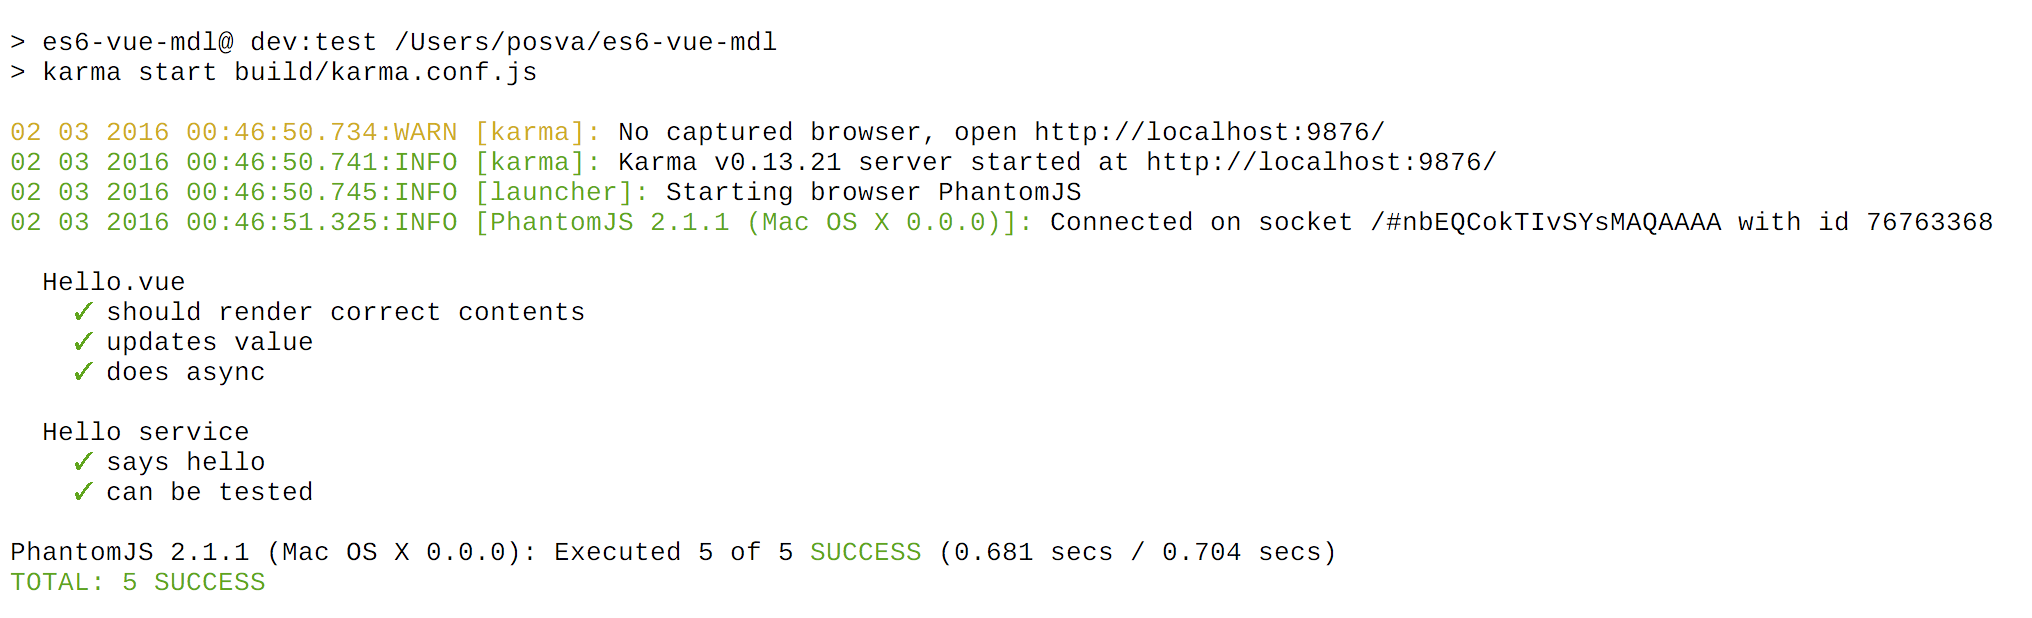 > es6-vue-mdl@ dev:test /Users/posva/es6-vue-mdl
> karma start build/karma.conf.js
02 03 2016 00:46:50.734:WARN [karma]: No captured browser, open http://localhost:9876/
02 03 2016 00:46:50.741:INFO [karma]: Karma v0.13.21 server started at http://localhost:9876/
02 03 2016 00:46:50.745:INFO [launcher]: Starting browser PhantomJS
02 03 2016 00:46:51.325:INFO [PhantomJS 2.1.1 (Mac OS X 0.0.0)]: Connected on socket /#nbEQCokTIvSYsMAQAAAA with id 76763368
Hello.vue
✓ should render correct contents
✓ updates value
✓ does async
Hello service
✓ says hello
✓ can be tested
PhantomJS 2.1.1 (Mac OS X 0.0.0): Executed 5 of 5 SUCCESS (0.681 secs / 0.704 secs)
TOTAL: 5 SUCCESS